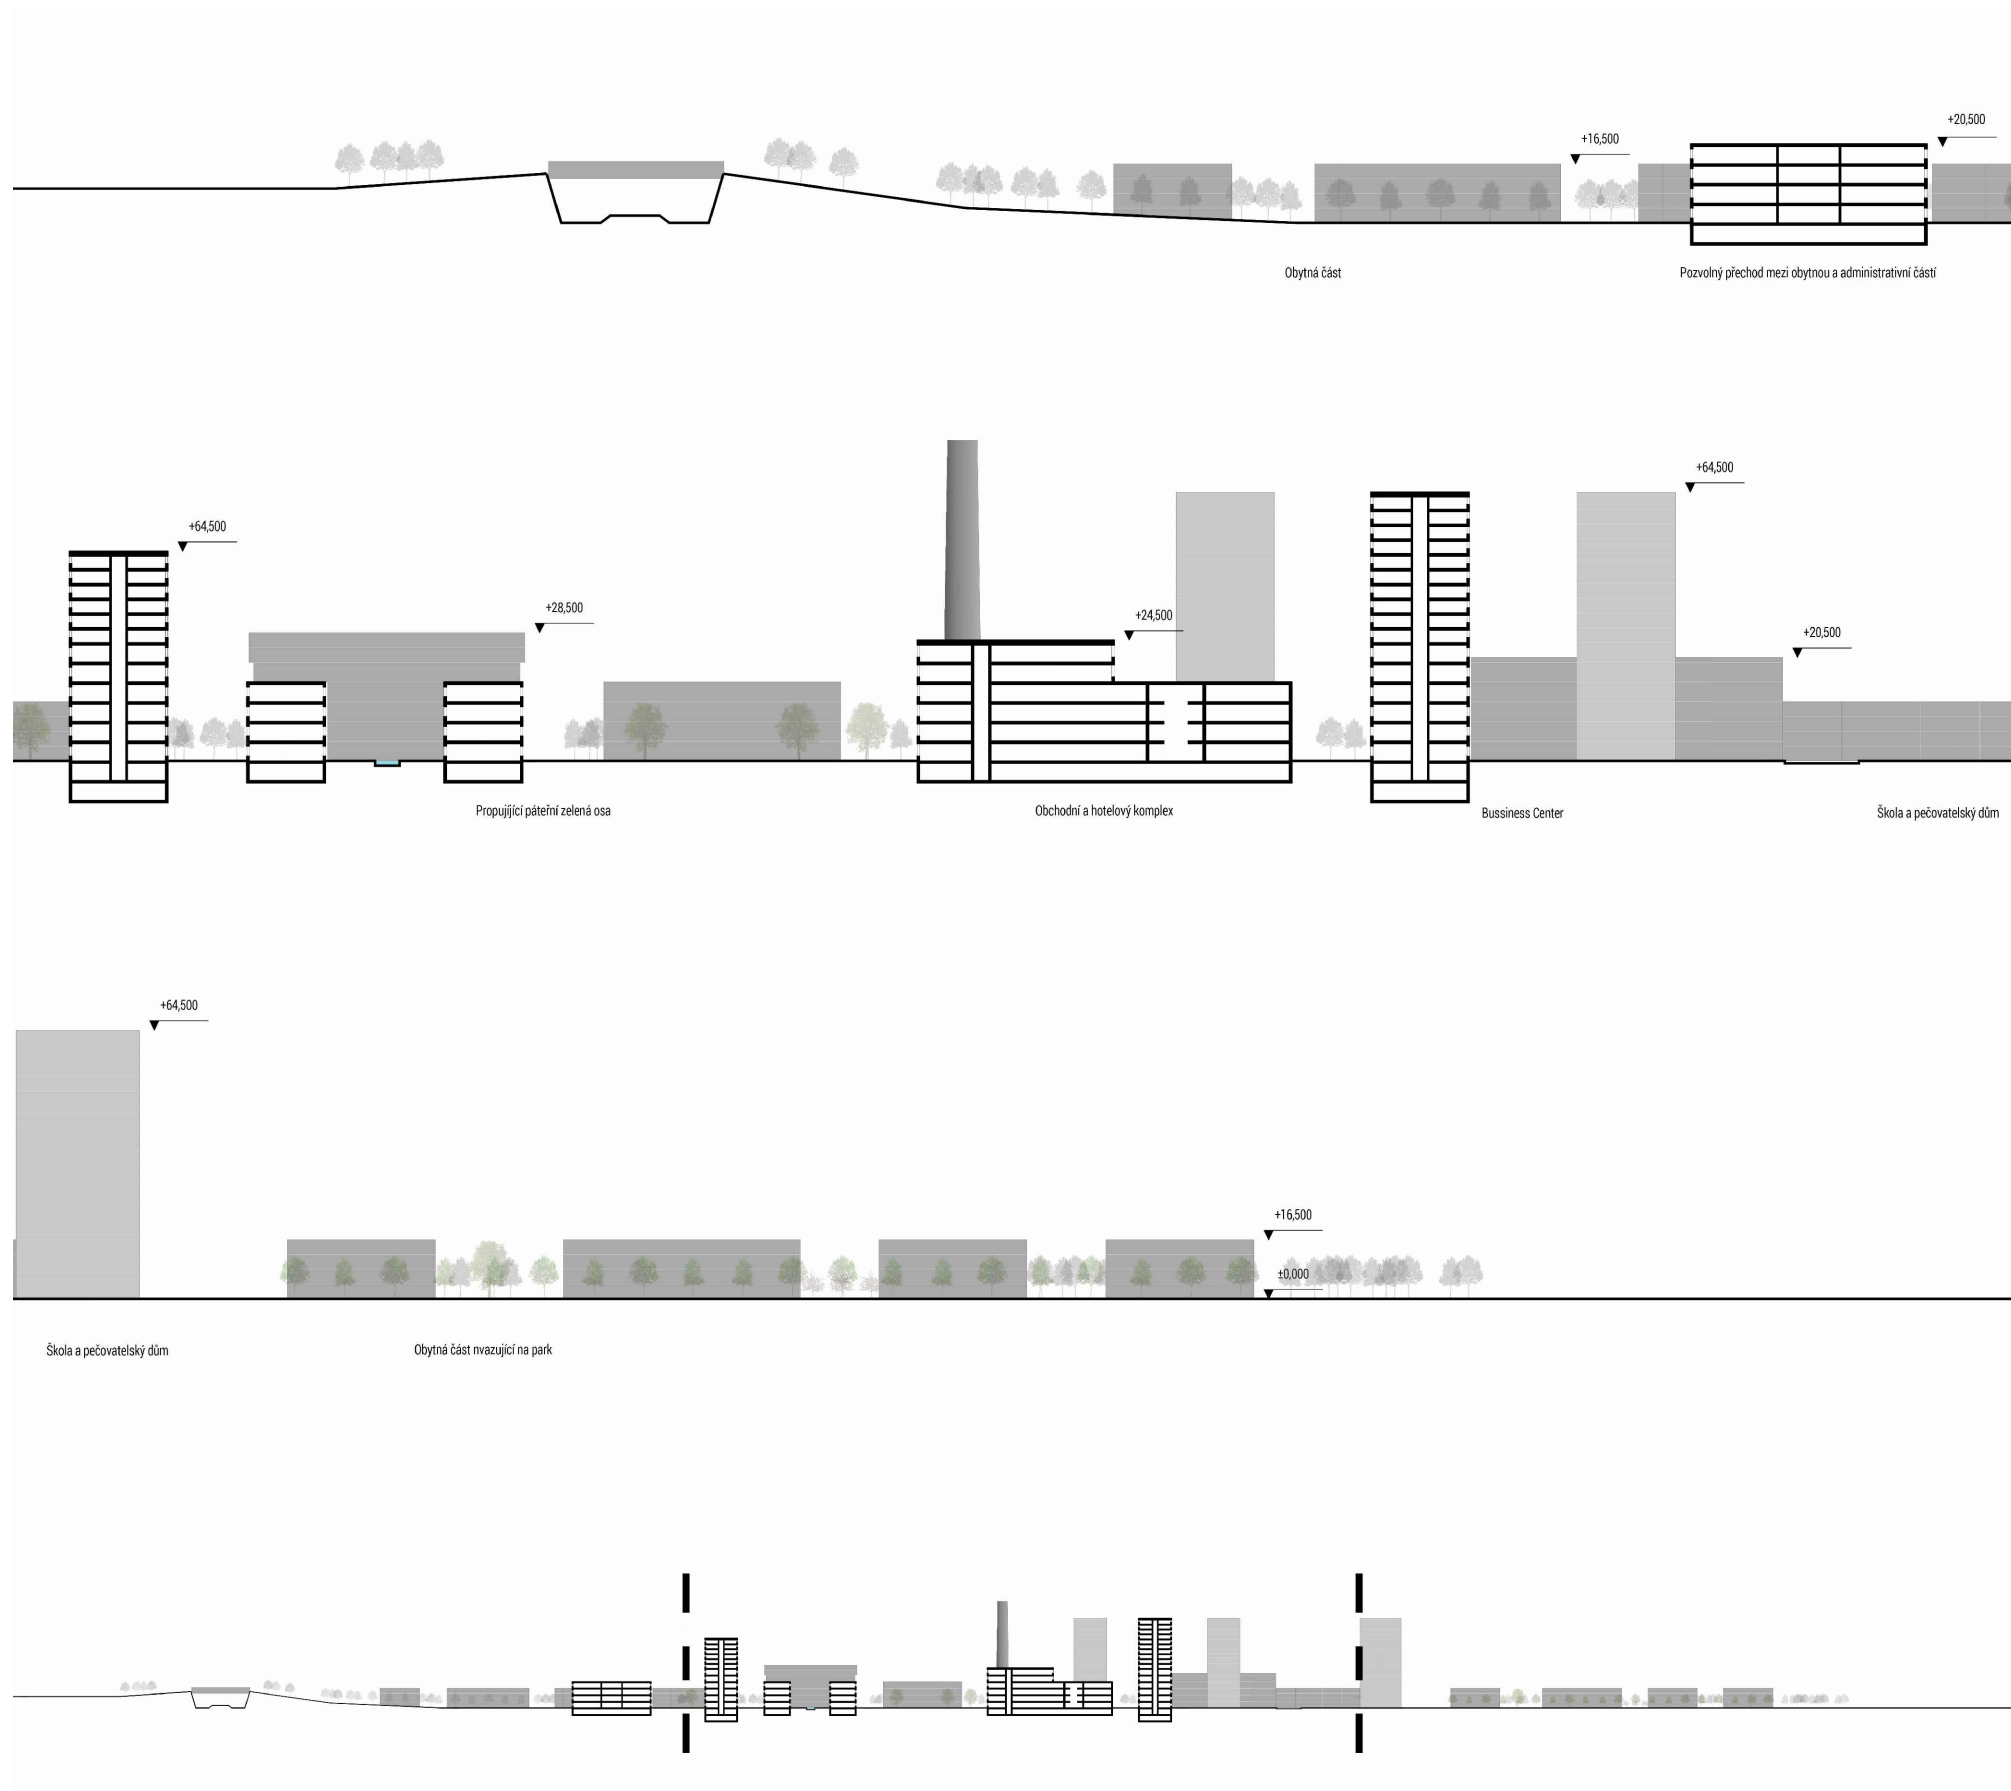 +20,500
+16,500
Obytná část
Pozvolný přechod mezi obytnou a administrativní částí
+64,500
+64,500
+28,500
+24,500
+20,500
Propujíjící páteřní zelená osa
Obchodní a hotelový komplex
Bussiness Center
Škola a pečovatelský dům
+64,500
+16,500
±0,000
Škola a pečovatelský dům
Obytná část nvazující na park